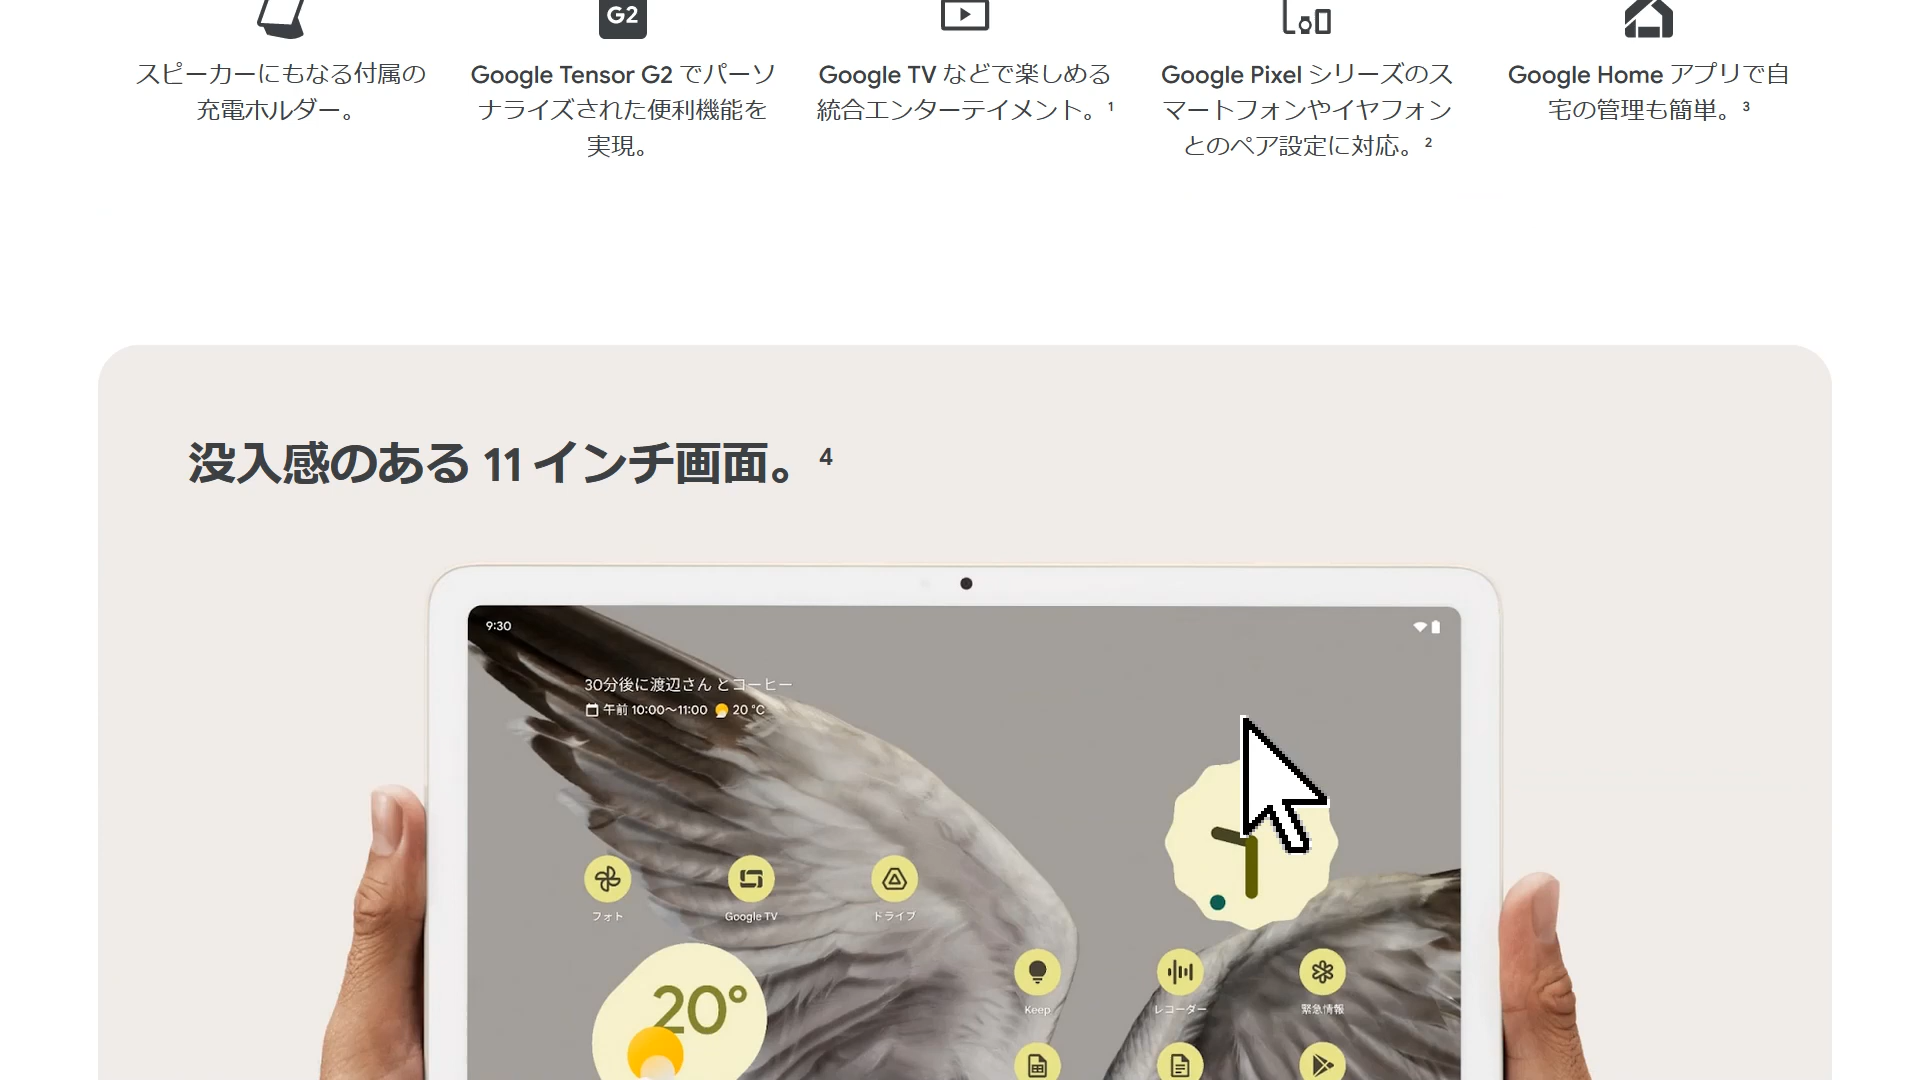 G2
スピーカーにもなる付属の
充電ホルダー。
Google Tensor G2 でパーソ
ナライズされた便利機能を
実現。
Google TV などで楽しめる
統合エンターテイメント。¹
Google Pixel シリーズのス
マートフォンやイヤフォン
とのペア設定に対応。²
Google Home アプリで自
宅の管理も簡単。³
没入感のある 11 インチ画面。⁴
9:30
30分後に渡辺さん とコーヒー
午前 10:00〜11:00 20 °C
フォト
Google TV
ドライブ
20°
Keep
レコーダー
緊急情報